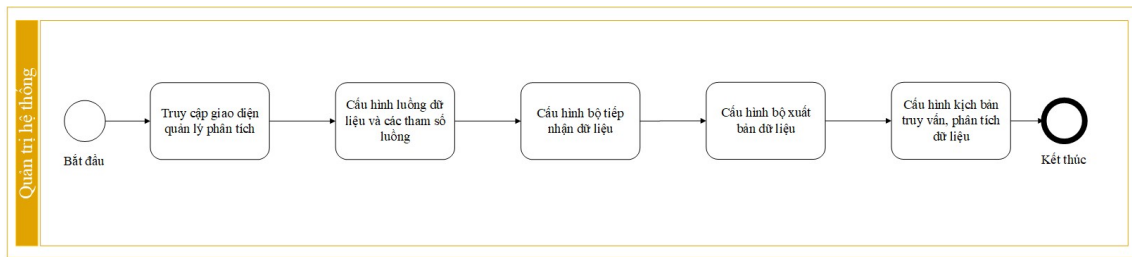 Quản trị hệ thống
Bắt đầu
Truy cập giao diện
quản lý phân tích
Cấu hình luồng dữ
liệu và các tham số
luồng
Cấu hình bộ tiếp
nhận dữ liệu
Cấu hình bộ xuất
bản dữ liệu
Cấu hình kịch bản
truy vấn, phân tích
dữ liệu
Kết thúc